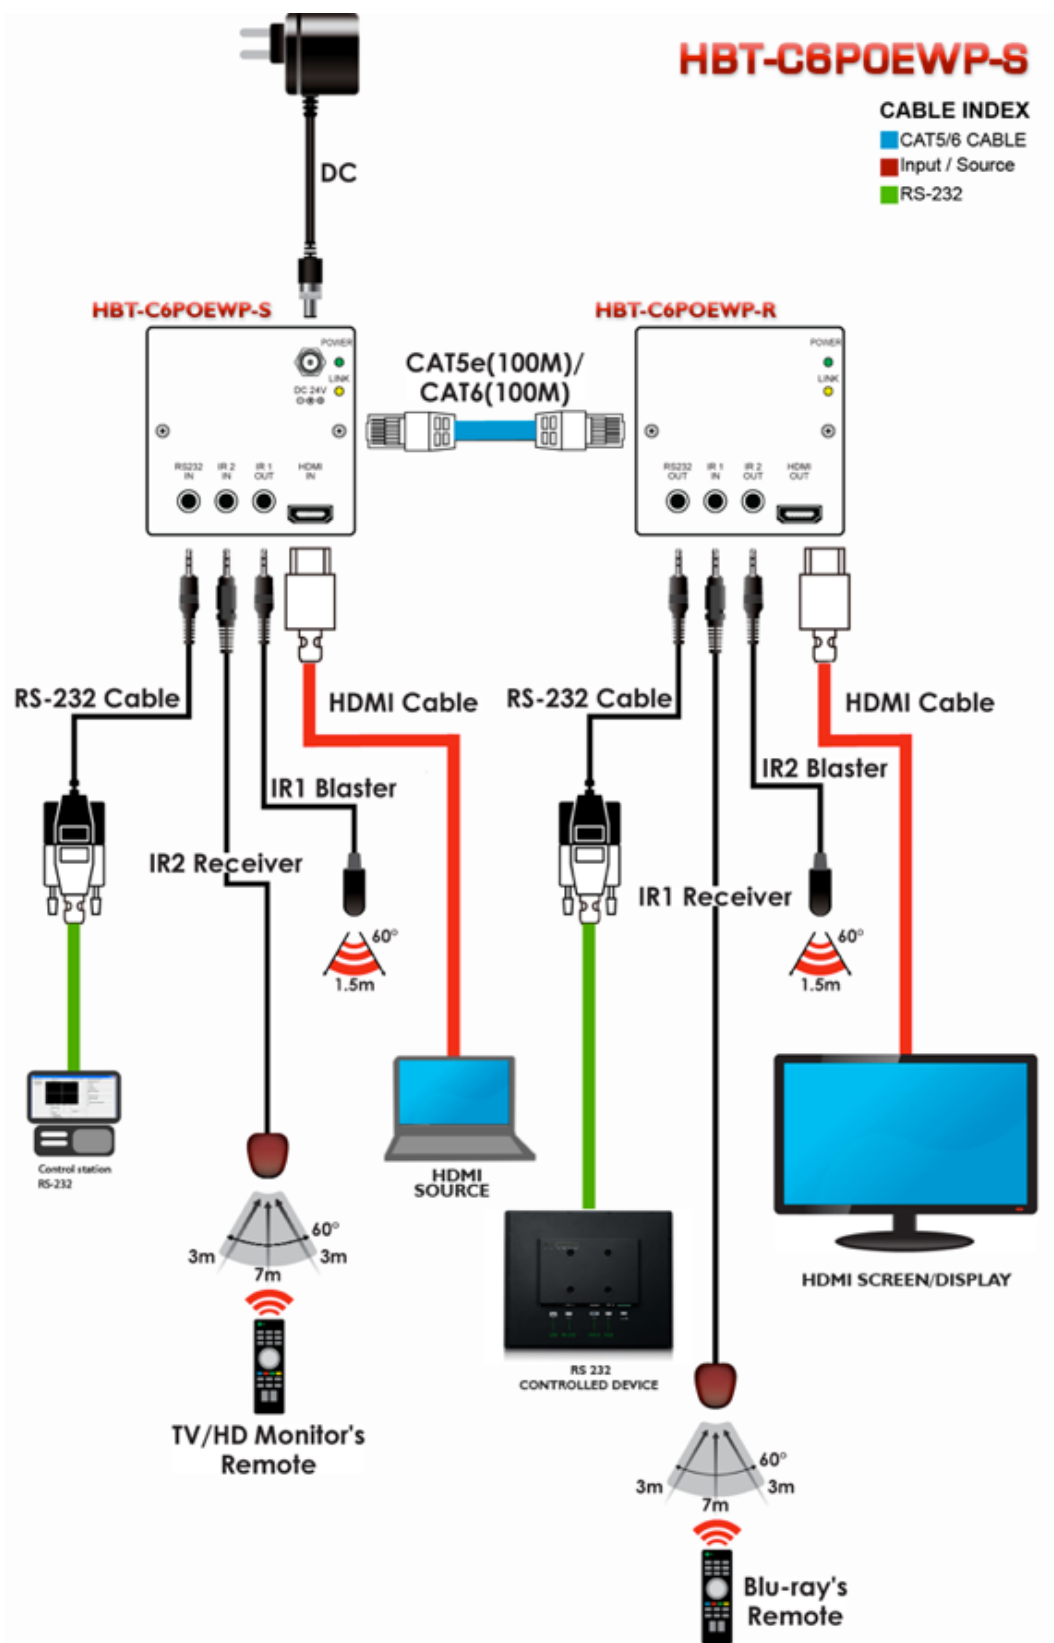 HBT-C6POEWP-S
CABLE INDEX
CAT5/6 CABLE
Input / Source
RS-232
DC
HBT-C6POEWP-S
HBT-C6POEWP-R
POWER
LINK
DC 24V
RS232 IN
IR 2 IN
IR 1 OUT
HDMI IN
CAT5e(100M)/
CAT6(100M)
POWER
LINK
RS232 OUT
IR 1 IN
IR 2 OUT
HDMI OUT
RS-232 Cable
HDMI Cable
IR1 Blaster
IR2 Receiver
60°
1.5m
RS-232 Cable
HDMI Cable
IR2 Blaster
IR1 Receiver
60°
1.5m
Control station
RS-232
HDMI
SOURCE
60°
3m
3m
7m
TV/HD Monitor's
Remote
HDMI SCREEN/DISPLAY
RS 232
CONTROLLED DEVICE
60°
3m
3m
7m
Blu-ray's
Remote